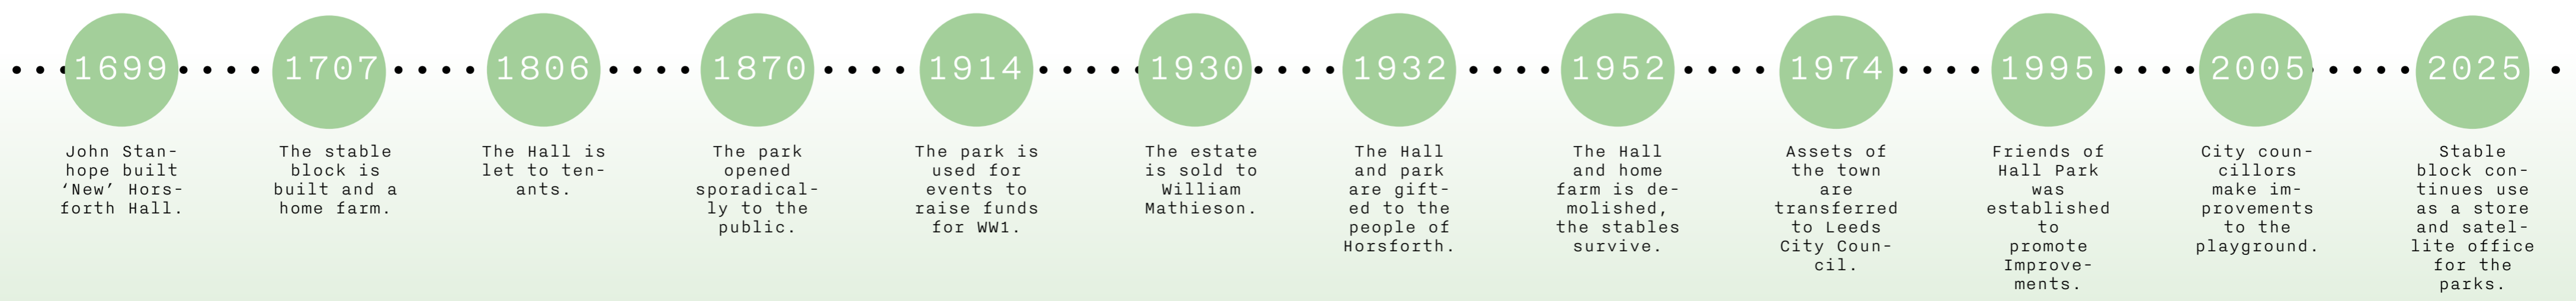 1699
John Stan-
hope built
‘New’ Hors-
forth Hall.
1707
The stable
block is
built and a
home farm.
1806
The Hall is
let to ten-
ants.
1870
The park
opened
sporadical-
ly to the
public.
1914
The park is
used for
events to
raise funds
for WW1.
1930
The estate
is sold to
William
Mathieson.
1932
The Hall
and park
are gift-
ed to the
people of
Horsforth.
1952
The Hall
and home
farm is de-
molished,
the stables
survive.
1974
Assets of
the town
are
transferred
to Leeds
City Coun-
cil.
1995
Friends of
Hall Park
was
established
to
promote
Improve-
ments.
2005
City coun-
cillors
make im-
provements
to the
playground.
2025
Stable
block con-
tinues use
as a store
and satel-
lite office
for the
parks.